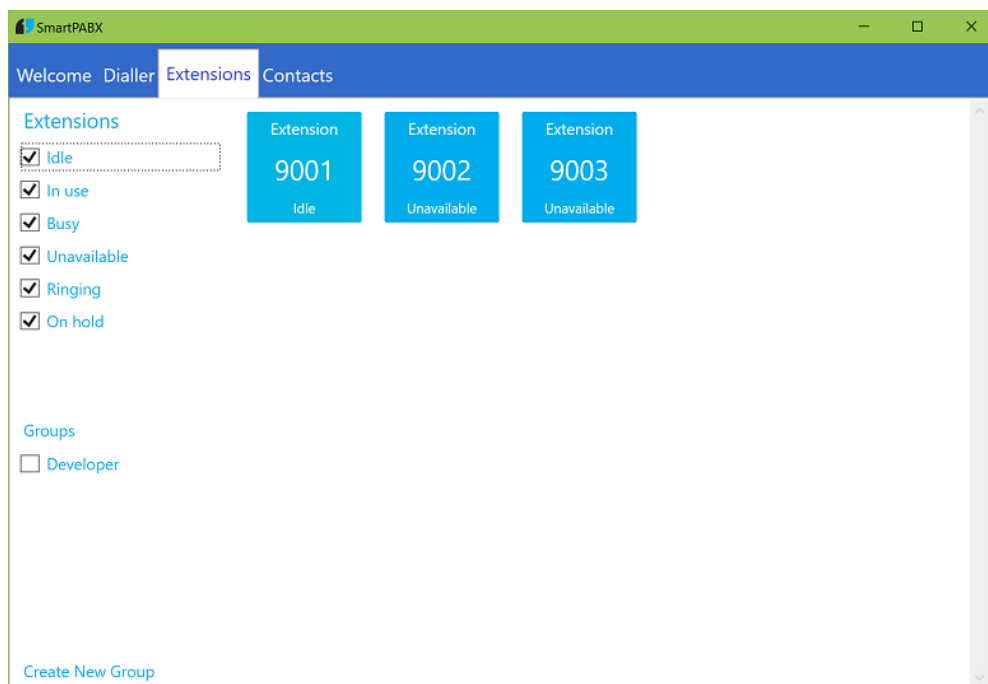 SmartPABX
Welcome Dialler Extensions Contacts
Extensions
Idle
In use
Busy
Unavailable
Ringing
On hold
Groups
Developer
Create New Group
Extension
9001
Idle
Extension
9002
Unavailable
Extension
9003
Unavailable